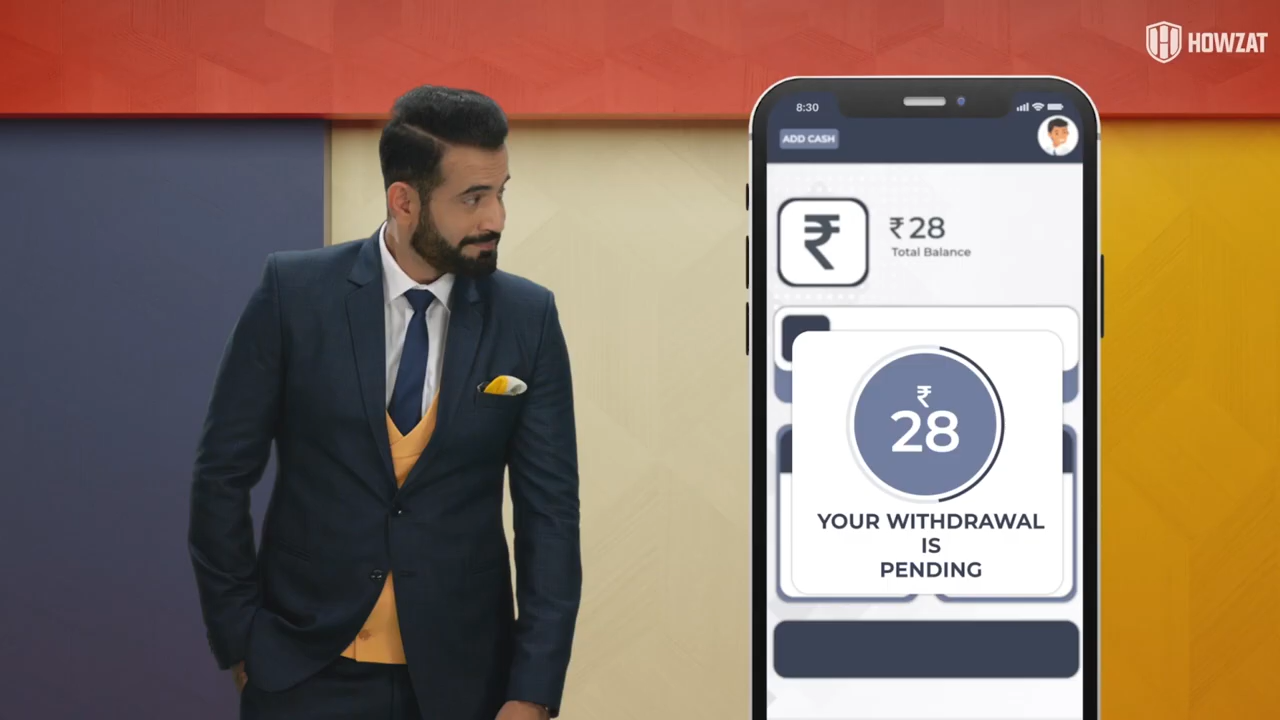 HOWZAT
8:30
ADD CASH
₹
₹28
Total Balance
₹
28
YOUR WITHDRAWAL
IS
PENDING